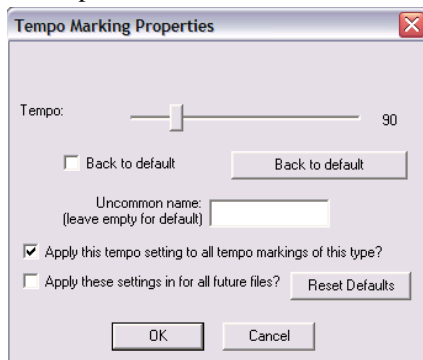 Tempo Marking Properties
Tempo: 90
Back to default Back to default
Uncommon name:
(leave empty for default)
Apply this tempo setting to all tempo markings of this type?
Apply these settings in for all future files? Reset Defaults
OK Cancel